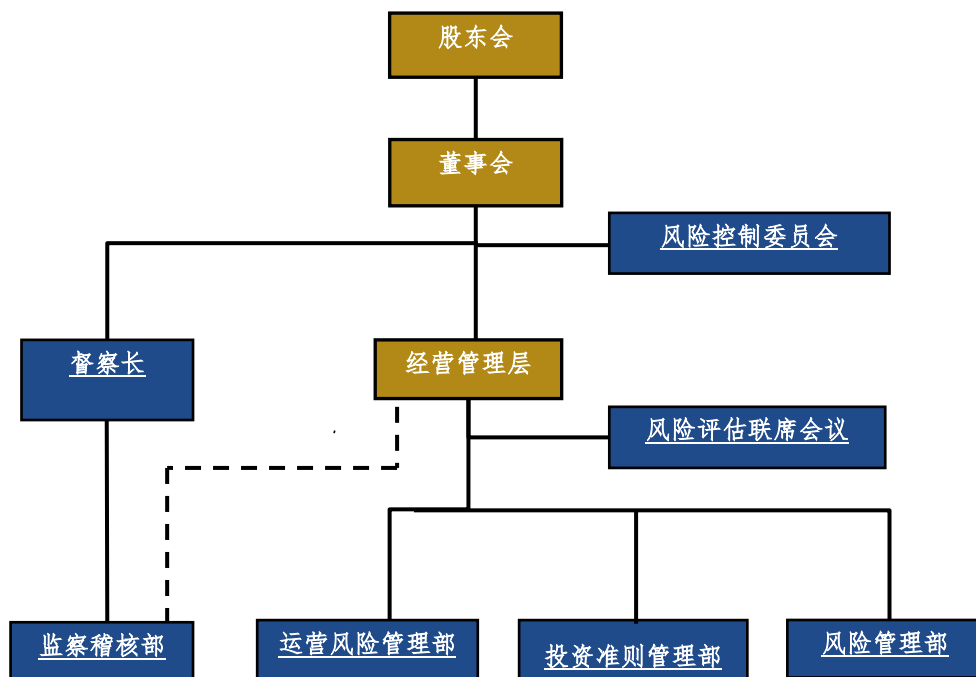 股东会
董事会
风险控制委员会
督察长
经营管理层
风险评估联席会议
监察稽核部
运营风险管理部
投资准则管理部
风险管理部